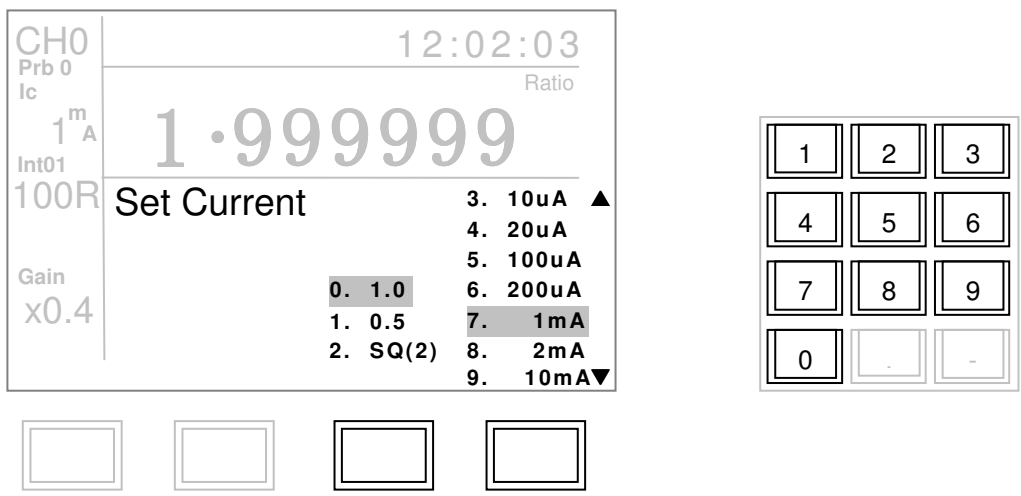 CH0
12:02:03
Prb 0
Ic
Ratio
1 m A
1.999999
Int01
100R
Set Current
3. 10uA ▲
4. 20uA
5. 100uA
Gain
x0.4
0. 1.0
6. 200uA
1. 0.5
7. 1mA
2. SQ(2)
8. 2mA
9. 10mA▼
1 2 3
4 5 6
7 8 9
0 . -